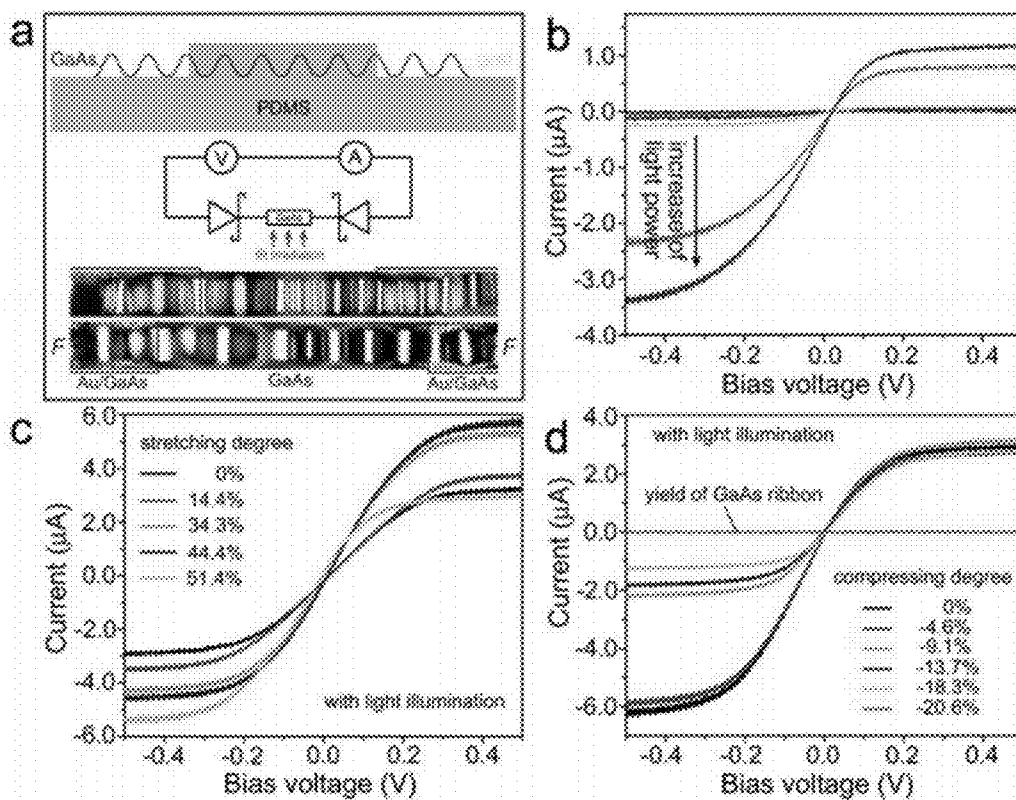 a
GaAs
PDMS
V
A
F
F
Au/GaAs
GaAs
Au/GaAs
b
1.0
0.0
-1.0
-2.0
-3.0
-4.0
Current (μA)
increase of
light power
-0.4
-0.2
0.0
0.2
0.4
Bias voltage (V)
c
6.0
4.0
2.0
0.0
-2.0
-4.0
-6.0
Current (μA)
stretching degree
0%
14.4%
34.3%
44.4%
51.4%
with light illumination
-0.4
-0.2
0.0
0.2
0.4
Bias voltage (V)
d
4.0
2.0
0.0
-2.0
-4.0
-6.0
Current (μA)
with light illumination
yield of GaAs ribbon
compressing degree
0%
-4.6%
-9.1%
-13.7%
-18.3%
-20.6%
-0.4
-0.2
0.0
0.2
0.4
Bias voltage (V)